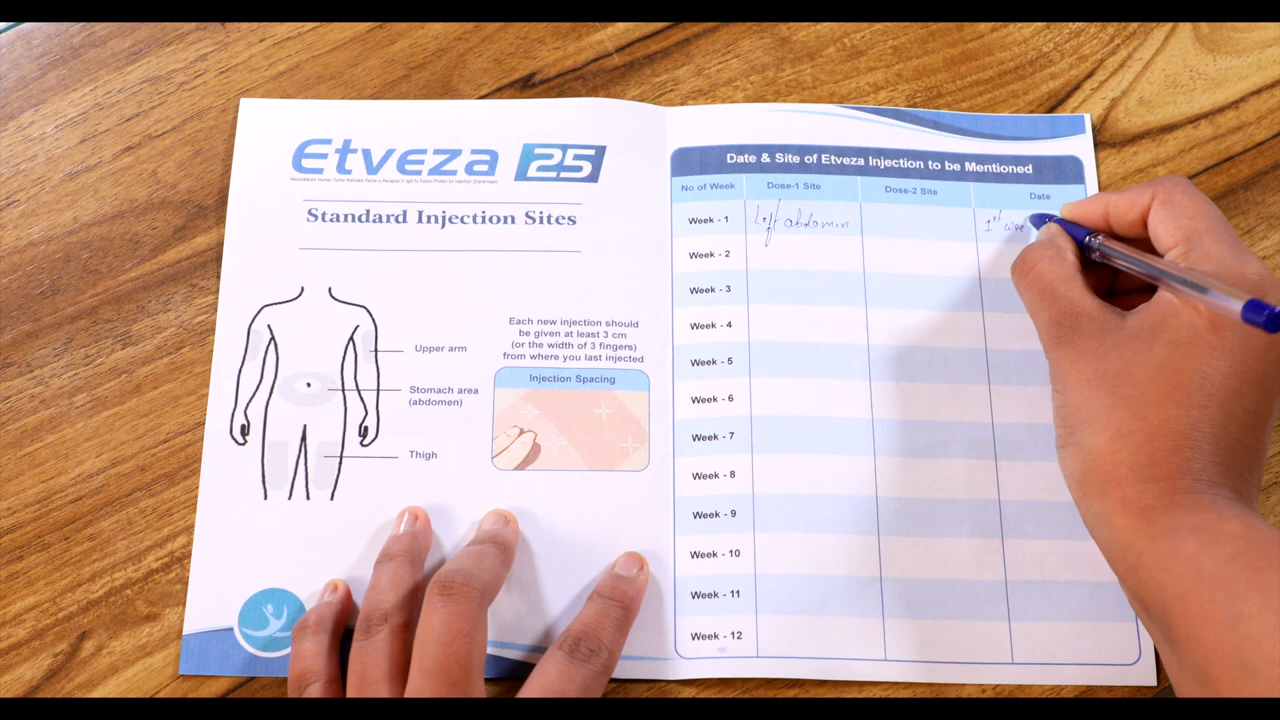 Etveza 25
Standard Injection Sites
Upper arm
Stomach area
(abdomen)
Thigh
Each new injection should
be given at least 3 cm
(or the width of 3 fingers)
from where you last injected
Injection Spacing
Date & Site of Etveza Injection to be Mentioned
No of Week Dose-1 Site Dose-2 Site Date
Week - 1 Left abdomin 1st wee
Week - 2
Week - 3
Week - 4
Week - 5
Week - 6
Week - 7
Week - 8
Week - 9
Week - 10
Week - 11
Week - 12